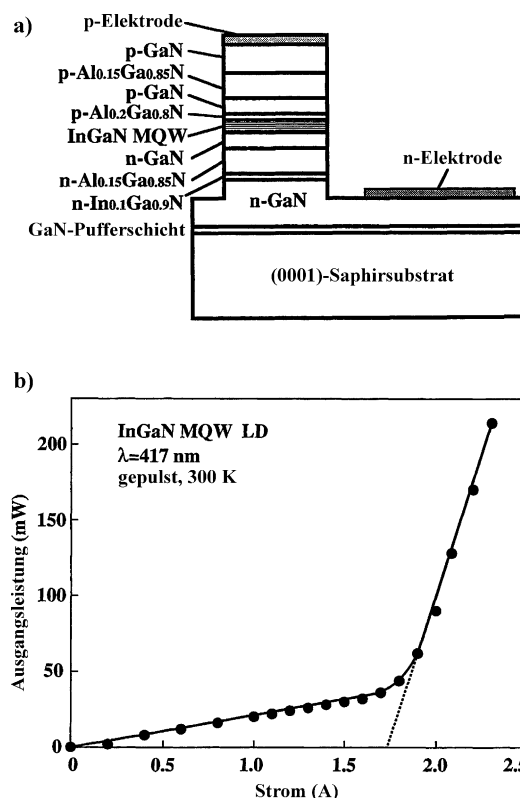 a)
p-Elektrode
p-GaN
p-Al0.15Ga0.85N
p-GaN
p-Al0.2Ga0.8N
InGaN MQW
n-GaN
n-Al0.15Ga0.85N
n-In0.1Ga0.9N
GaN-Pufferschicht
n-Elektrode
n-GaN
(0001)-Saphirsubstrat
b)
InGaN MQW LD
λ=417 nm
gepulst, 300 K
Ausgangsleistung (mW)
200
150
100
50
0
0 0.5 1.0 1.5 2.0 2.5
Strom (A)